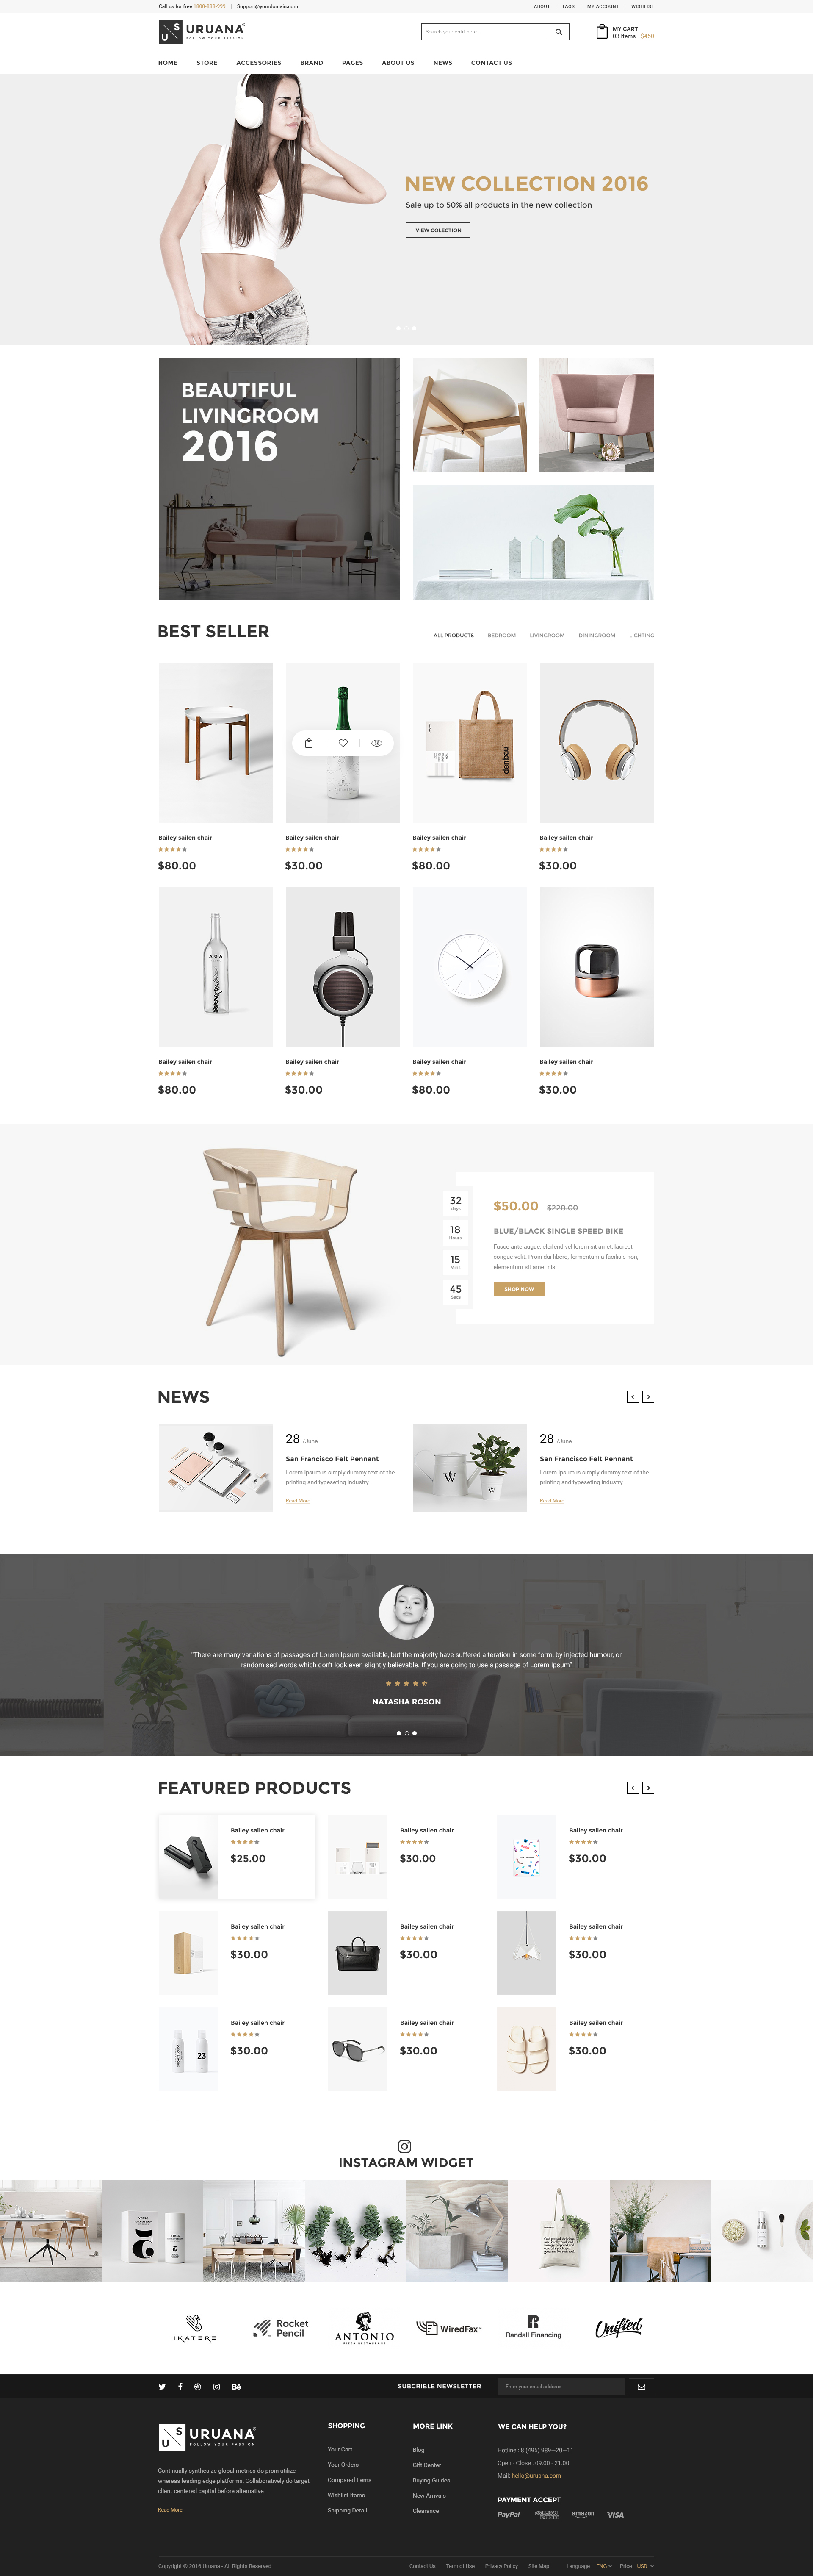 Call us for free 1800-888-999 Support@yourdomain.com ABOUT FAQS MY ACCOUNT WISHLIST
URUANA
FOLLOW YOUR PASSION
Search your entri here...
MY CART
03 items - $450
HOME STORE ACCESSORIES BRAND PAGES ABOUT US NEWS CONTACT US
NEW COLLECTION 2016
Sale up to 50% all products in the new collection
VIEW COLECTION
BEAUTIFUL
LIVINGROOM
2016
BEST SELLER
ALL PRODUCTS BEDROOM LIVINGROOM DININGROOM LIGHTING
denbau
Bailey sailen chair Bailey sailen chair Bailey sailen chair Bailey sailen chair
$80.00 $30.00 $80.00 $30.00
Bailey sailen chair Bailey sailen chair Bailey sailen chair Bailey sailen chair
$80.00 $30.00 $80.00 $30.00
32
days
18
Hours
15
Mins
45
Secs
$50.00 $220.00
BLUE/BLACK SINGLE SPEED BIKE
Fusce ante augue, eleifend vel lorem sit amet, laoreet
congue velit. Proin dui libero, fermentum a facilisis non,
elementum sit amet nisi.
SHOP NOW
NEWS
28 /June
San Francisco Felt Pennant
Lorem Ipsum is simply dummy text of the
printing and typesetting industry.
Read More
28 /June
San Francisco Felt Pennant
Lorem Ipsum is simply dummy text of the
printing and typesetting industry.
Read More
"There are many variations of passages of Lorem Ipsum available, but the majority have suffered alteration in some form, by injected humour, or
randomised words which don't look even slightly believable. If you are going to use a passage of Lorem Ipsum"
NATASHA ROSON
FEATURED PRODUCTS
Bailey sailen chair Bailey sailen chair Bailey sailen chair
$25.00 $30.00 $30.00
Bailey sailen chair Bailey sailen chair Bailey sailen chair
$30.00 $30.00 $30.00
Bailey sailen chair Bailey sailen chair Bailey sailen chair
$30.00 $30.00 $30.00
23
INSTAGRAM WIDGET
IKATERE
Rocket
Pencil
ANTONIO
PIZZA RESTAURANT
WiredFax
Randall Financing
Unified
SUBCRIBLE NEWSLETTER
Enter your email address
URUANA
FOLLOW YOUR PASSION
Continually synthesize global metrics do proin utilize
whereas leading-edge platforms. Collaboratively do target
client-centered capital before alternative ...
Read More
SHOPPING
Your Cart
Your Orders
Compared Items
Wishlist Items
Shipping Detail
MORE LINK
Blog
Gift Center
Buying Guides
New Arrivals
Clearance
WE CAN HELP YOU?
Hotline : 8 (495) 989—20—11
Open - Close : 09:00 - 21:00
Mail: hello@uruana.com
PAYMENT ACCEPT
PayPal AMERICAN EXPRESS amazon VISA
Copyright © 2016 Uruana - All Rights Reserved.
Contact Us Term of Use Privacy Policy Site Map Language: ENG Price: USD